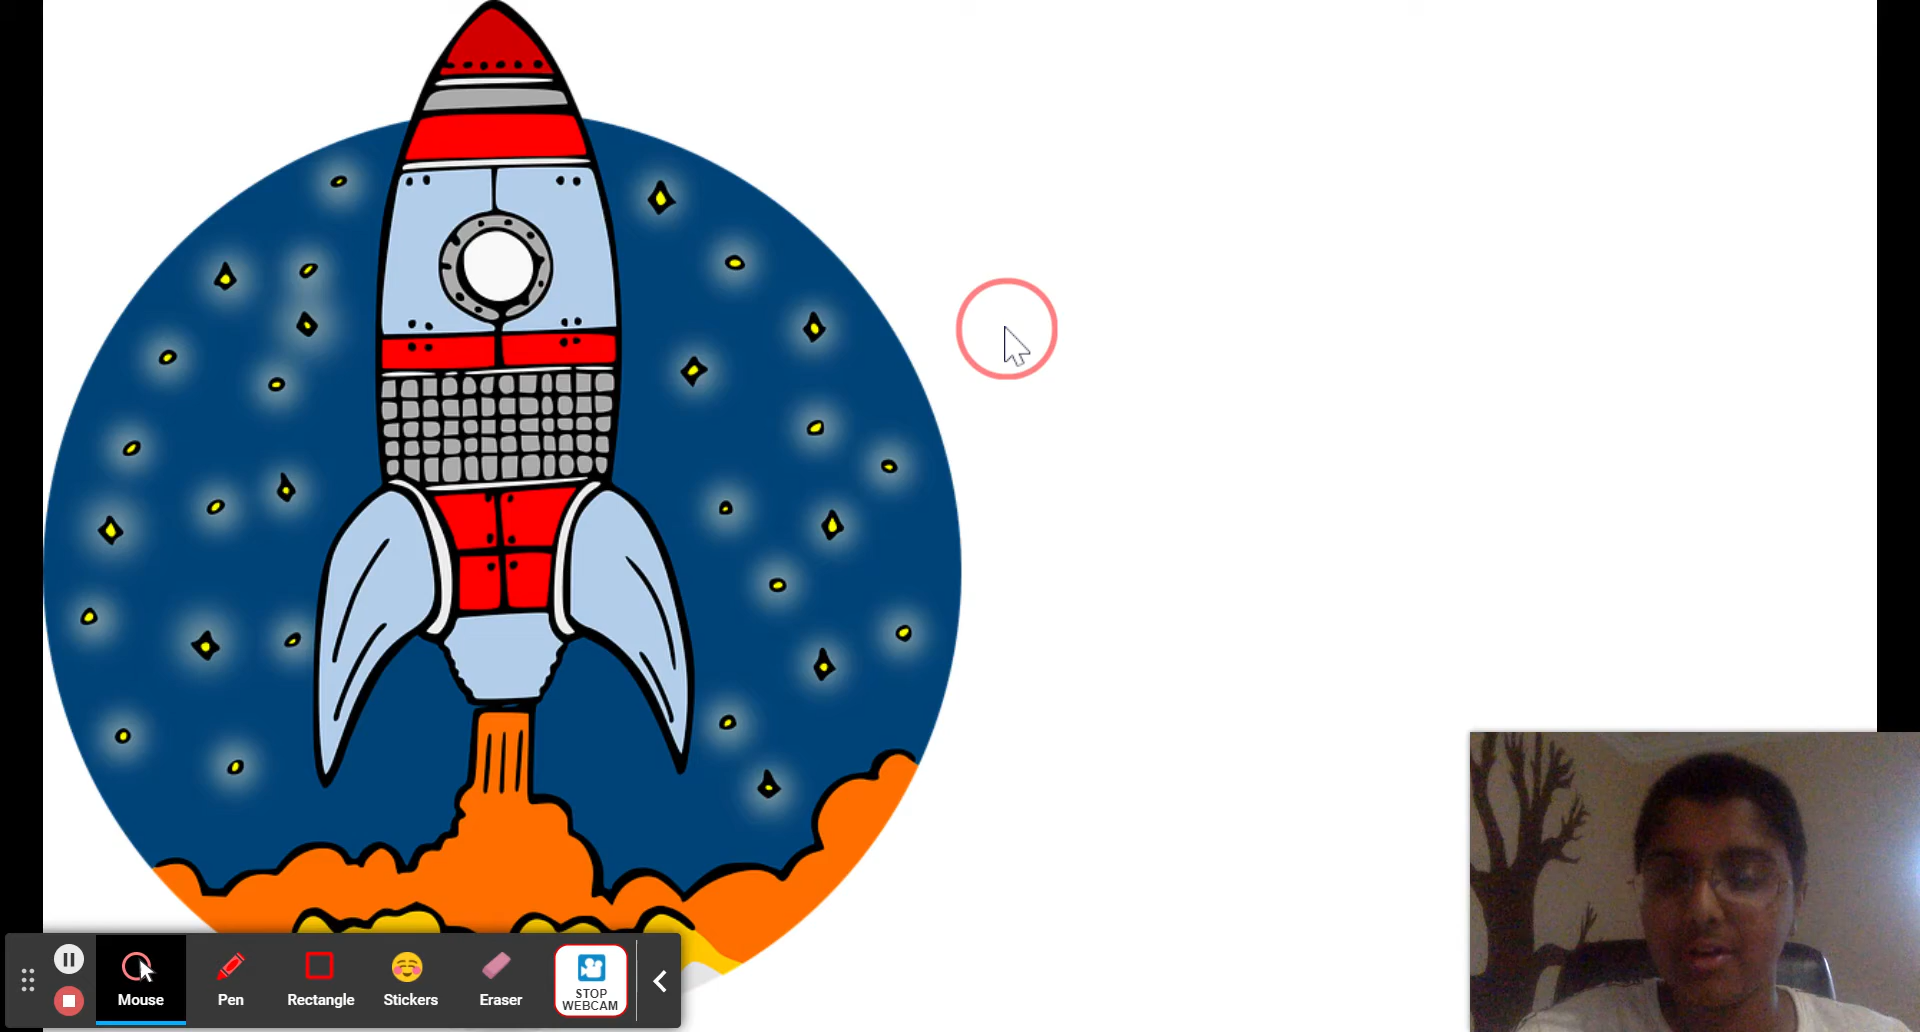 Mouse
Pen
Rectangle
Stickers
Eraser
STOP
WEBCAM